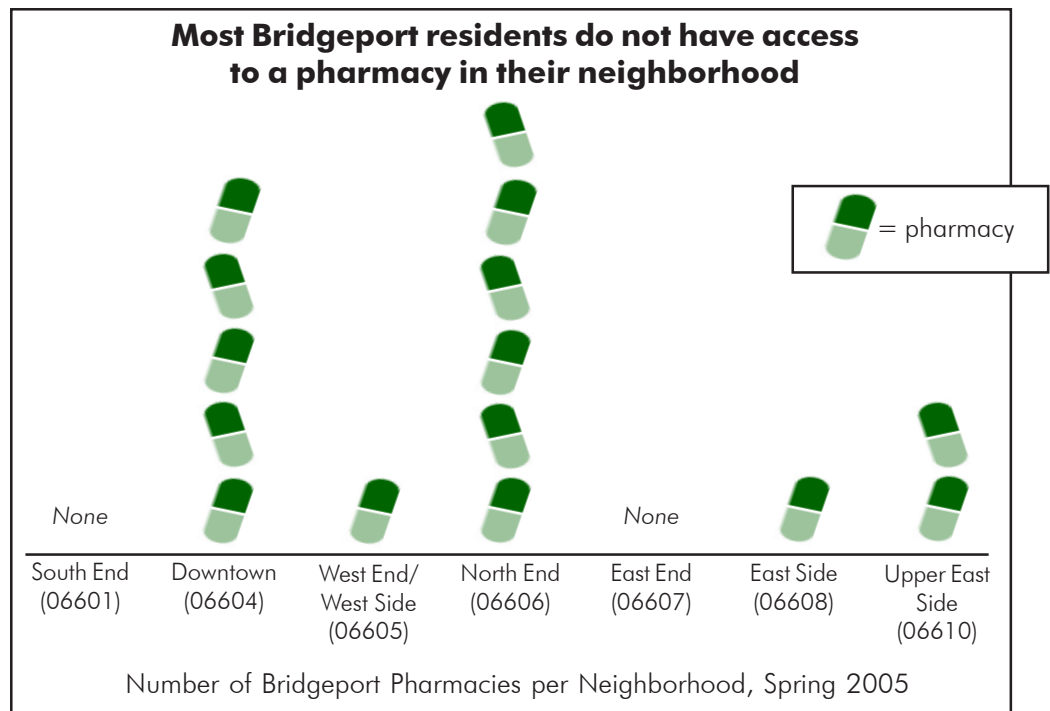 Most Bridgeport residents do not have access
to a pharmacy in their neighborhood
= pharmacy
None
None
South End
(06601)
Downtown
(06604)
West End/
West Side
(06605)
North End
(06606)
East End
(06607)
East Side
(06608)
Upper East
Side
(06610)
Number of Bridgeport Pharmacies per Neighborhood, Spring 2005